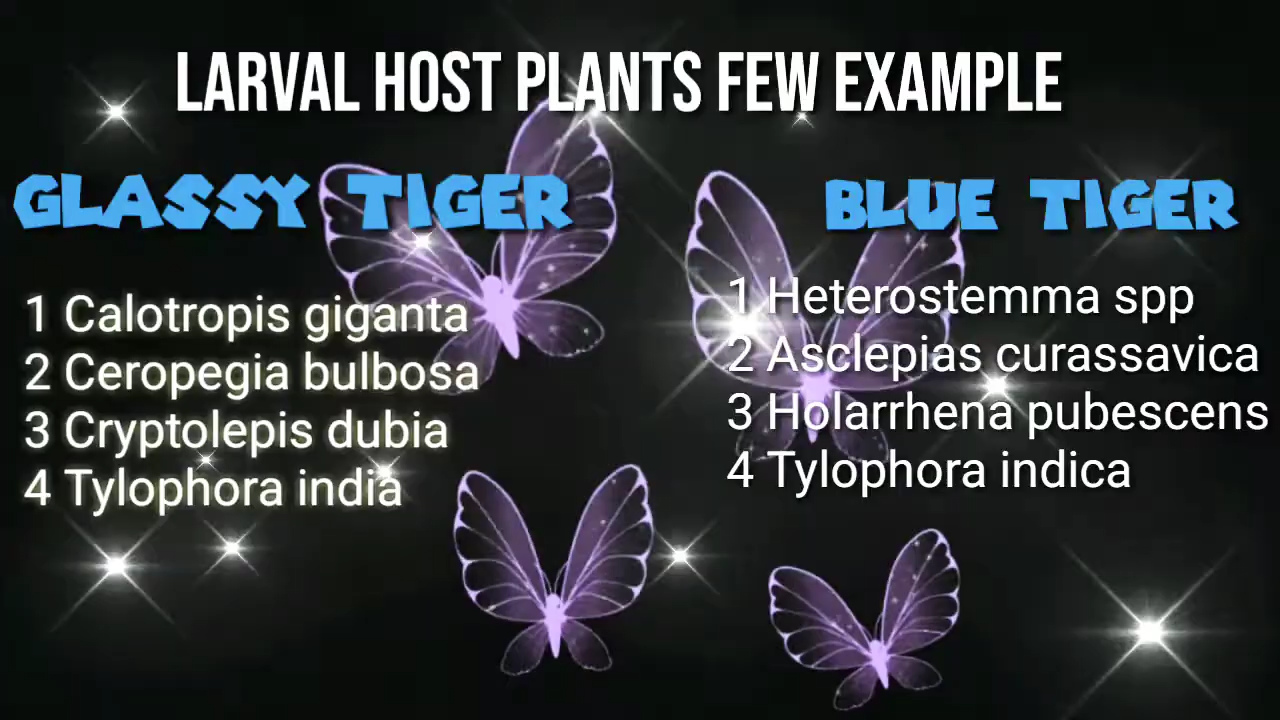 LARVAL HOST PLANTS FEW EXAMPLE
GLASSY TIGER
1 Calotropis giganta
2 Ceropegia bulbosa
3 Cryptolepis dubia
4 Tylophora india
BLUE TIGER
1 Heterostemma spp
2 Asclepias curassavica
3 Holarrhena pubescens
4 Tylophora indica